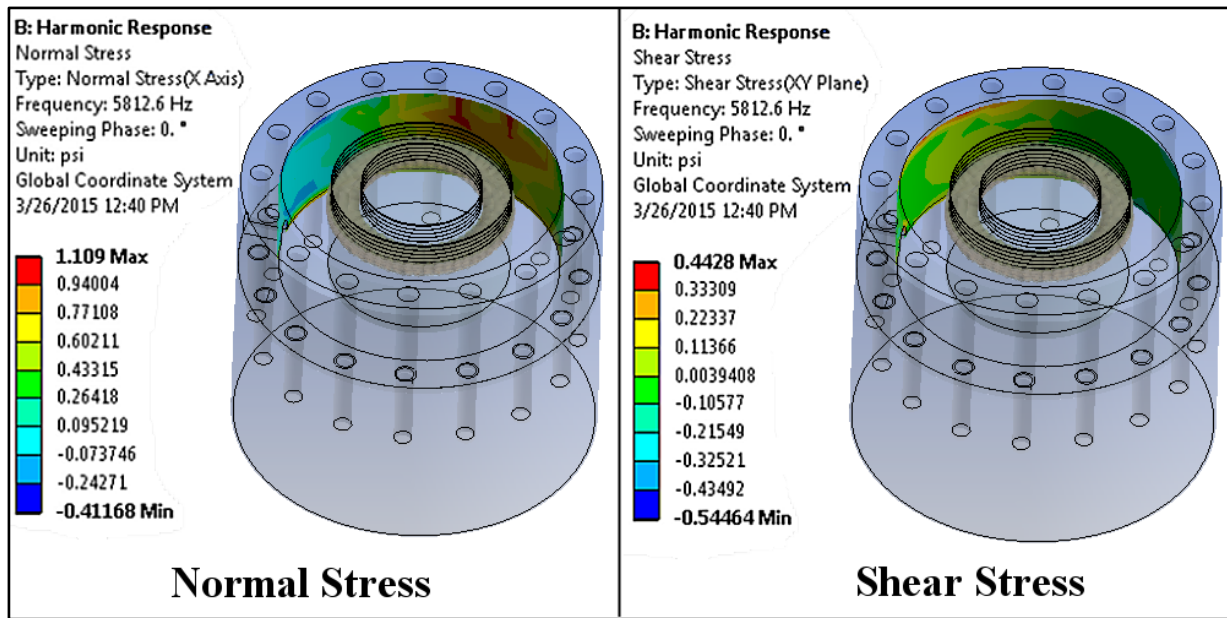 B: Harmonic Response
Normal Stress
Type: Normal Stress(X Axis)
Frequency: 5812.6 Hz
Sweeping Phase: 0. °
Unit: psi
Global Coordinate System
3/26/2015 12:40 PM
1.109 Max
0.94004
0.77108
0.60211
0.43315
0.26418
0.095219
-0.073746
-0.24271
-0.41168 Min
Normal Stress
B: Harmonic Response
Shear Stress
Type: Shear Stress(XY Plane)
Frequency: 5812.6 Hz
Sweeping Phase: 0. °
Unit: psi
Global Coordinate System
3/26/2015 12:40 PM
0.4428 Max
0.33309
0.22337
0.11366
0.0039408
-0.10577
-0.21549
-0.32521
-0.43492
-0.54464 Min
Shear Stress